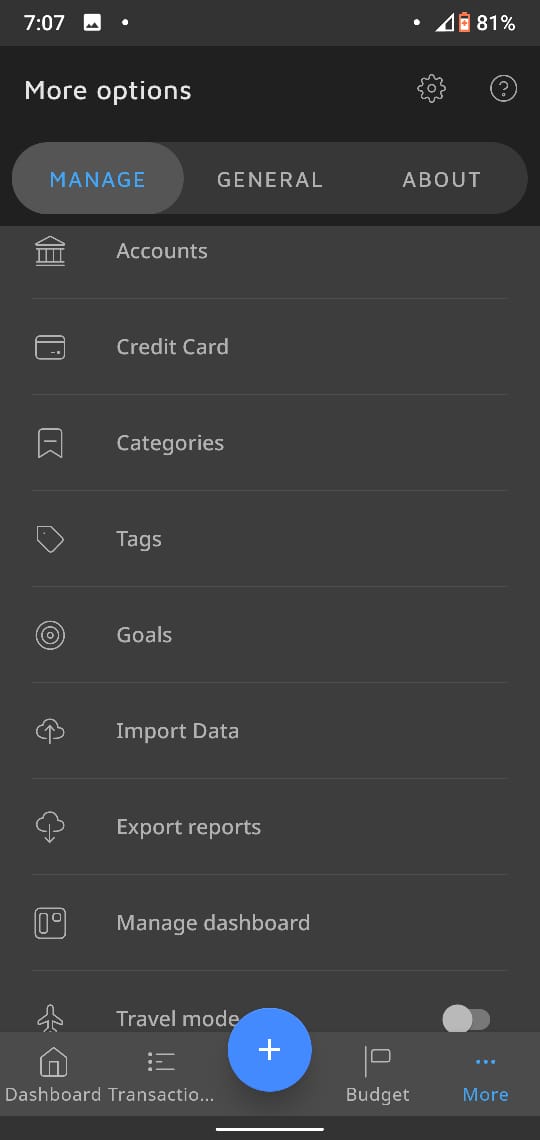 7:07
81%
More options
MANAGE GENERAL ABOUT
Accounts
Credit Card
Categories
Tags
Goals
Import Data
Export reports
Manage dashboard
Travel mode
Dashboard Transactio... Budget More